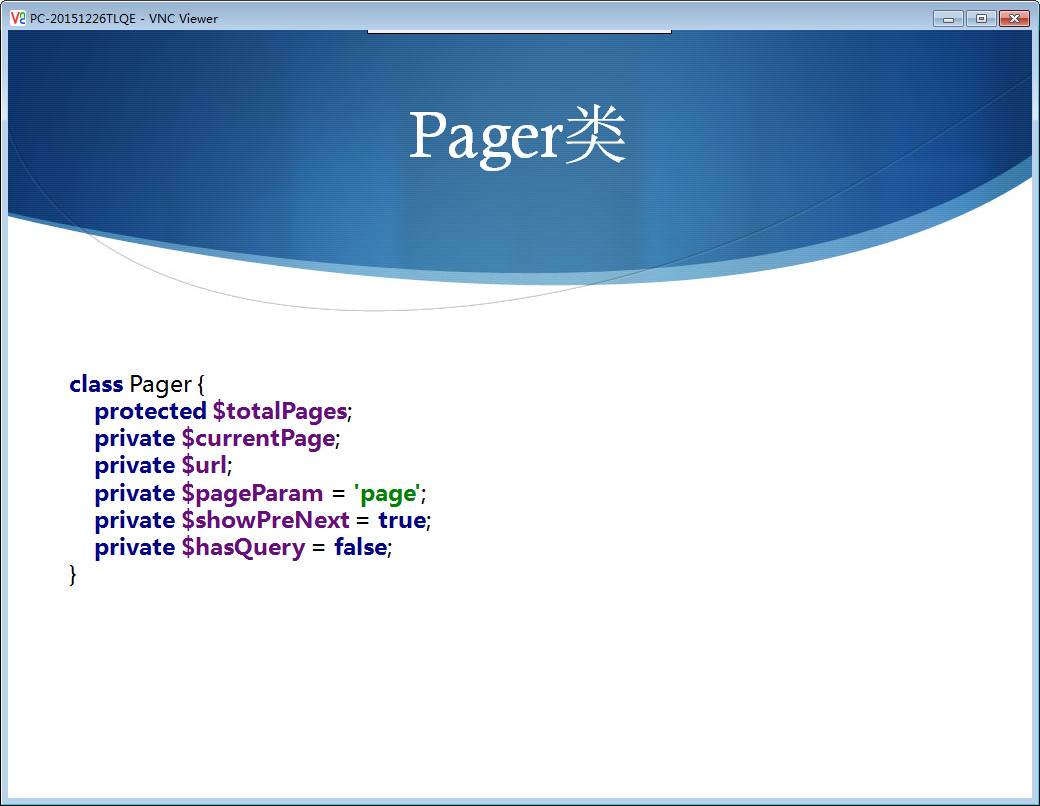 PC-20151226TLQE - VNC Viewer
Pager类
class Pager {
protected $totalPages;
private $currentPage;
private $url;
private $pageParam = 'page';
private $showPreNext = true;
private $hasQuery = false;
}